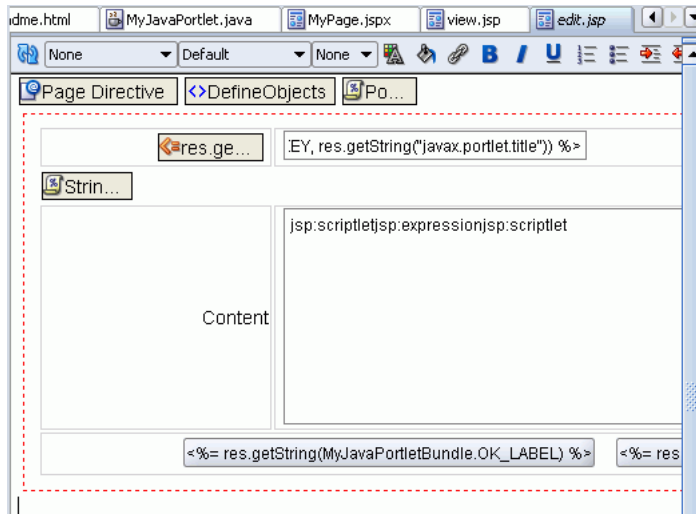 dme.html MyJavaPortlet.java MyPage.jspx view.jsp edit.jsp
None Default None B I U
Page Directive <>DefineObjects Po...
res.ge... EY, res.getString("javax.portlet.title")) %>
Strin...
jsp:scriptletjsp:expressionjsp:scriptlet
Content
<%= res.getString(MyJavaPortletBundle.OK_LABEL) %> <%= res